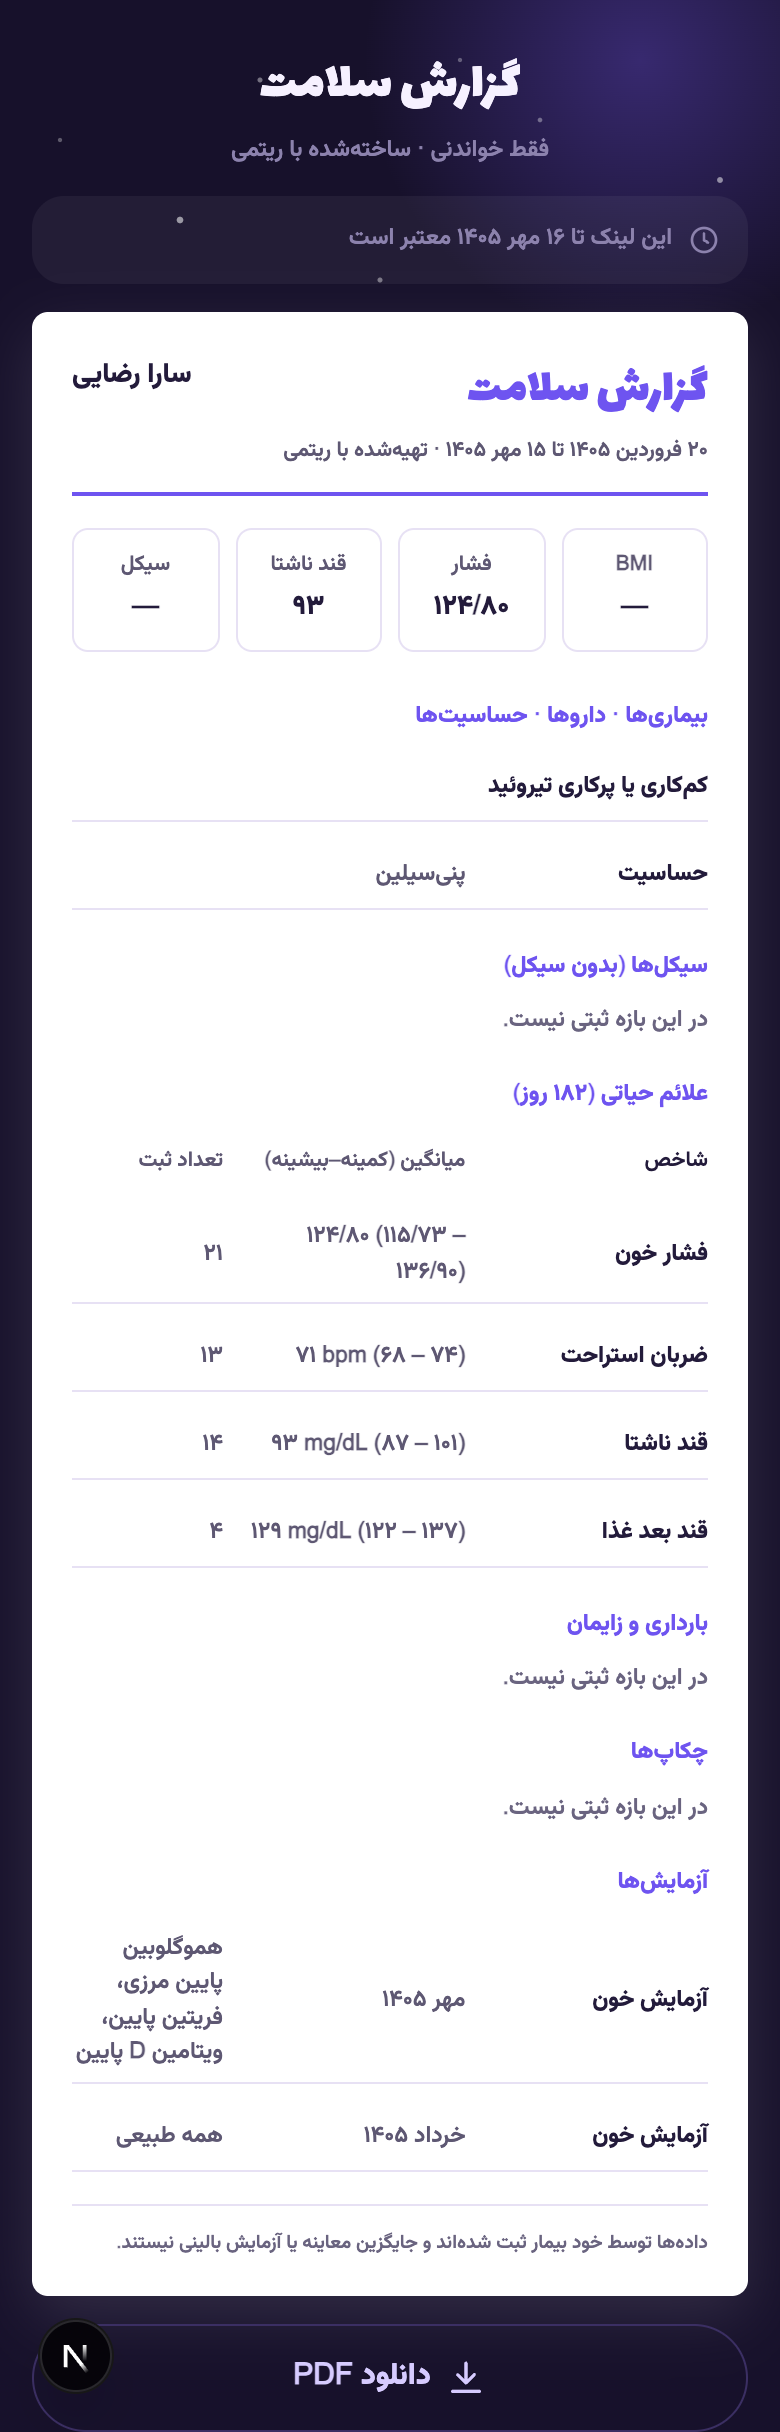 گزارش سلامت
فقط خواندنی · ساخته‌شده با ریتمی
این لینک تا ۱۶ مهر ۱۴۰۵ معتبر است
گزارش سلامت
سارا رضایی
۲۰ فروردین ۱۴۰۵ تا ۱۵ مهر ۱۴۰۵ · تهیه‌شده با ریتمی
BMI
—
فشار
۱۲۴/۸۰
قند ناشتا
۹۳
سیکل
—
بیماری‌ها · داروها · حساسیت‌ها
کم‌کاری یا پرکاری تیروئید
حساسیت پنی‌سیلین
سیکل‌ها (بدون سیکل)
در این بازه ثبتی نیست.
علائم حیاتی (۱۸۲ روز)
شاخص میانگین (کمینه–بیشینه) تعداد ثبت
فشار خون ۱۲۴/۸۰ (۱۱۵/۷۳ – ۱۳۶/۹۰) ۲۱
ضربان استراحت ۷۱ bpm (۶۸ – ۷۴) ۱۳
قند ناشتا ۹۳ mg/dL (۸۷ – ۱۰۱) ۱۴
قند بعد غذا ۱۲۹ mg/dL (۱۲۲ – ۱۳۷) ۴
بارداری و زایمان
در این بازه ثبتی نیست.
چکاپ‌ها
در این بازه ثبتی نیست.
آزمایش‌ها
آزمایش خون مهر ۱۴۰۵
هموگلوبین
پایین مرزی،
فریتین پایین،
ویتامین D پایین
آزمایش خون خرداد ۱۴۰۵ همه طبیعی
داده‌ها توسط خود بیمار ثبت شده‌اند و جایگزین معاینه یا آزمایش بالینی نیستند.
دانلود PDF
N